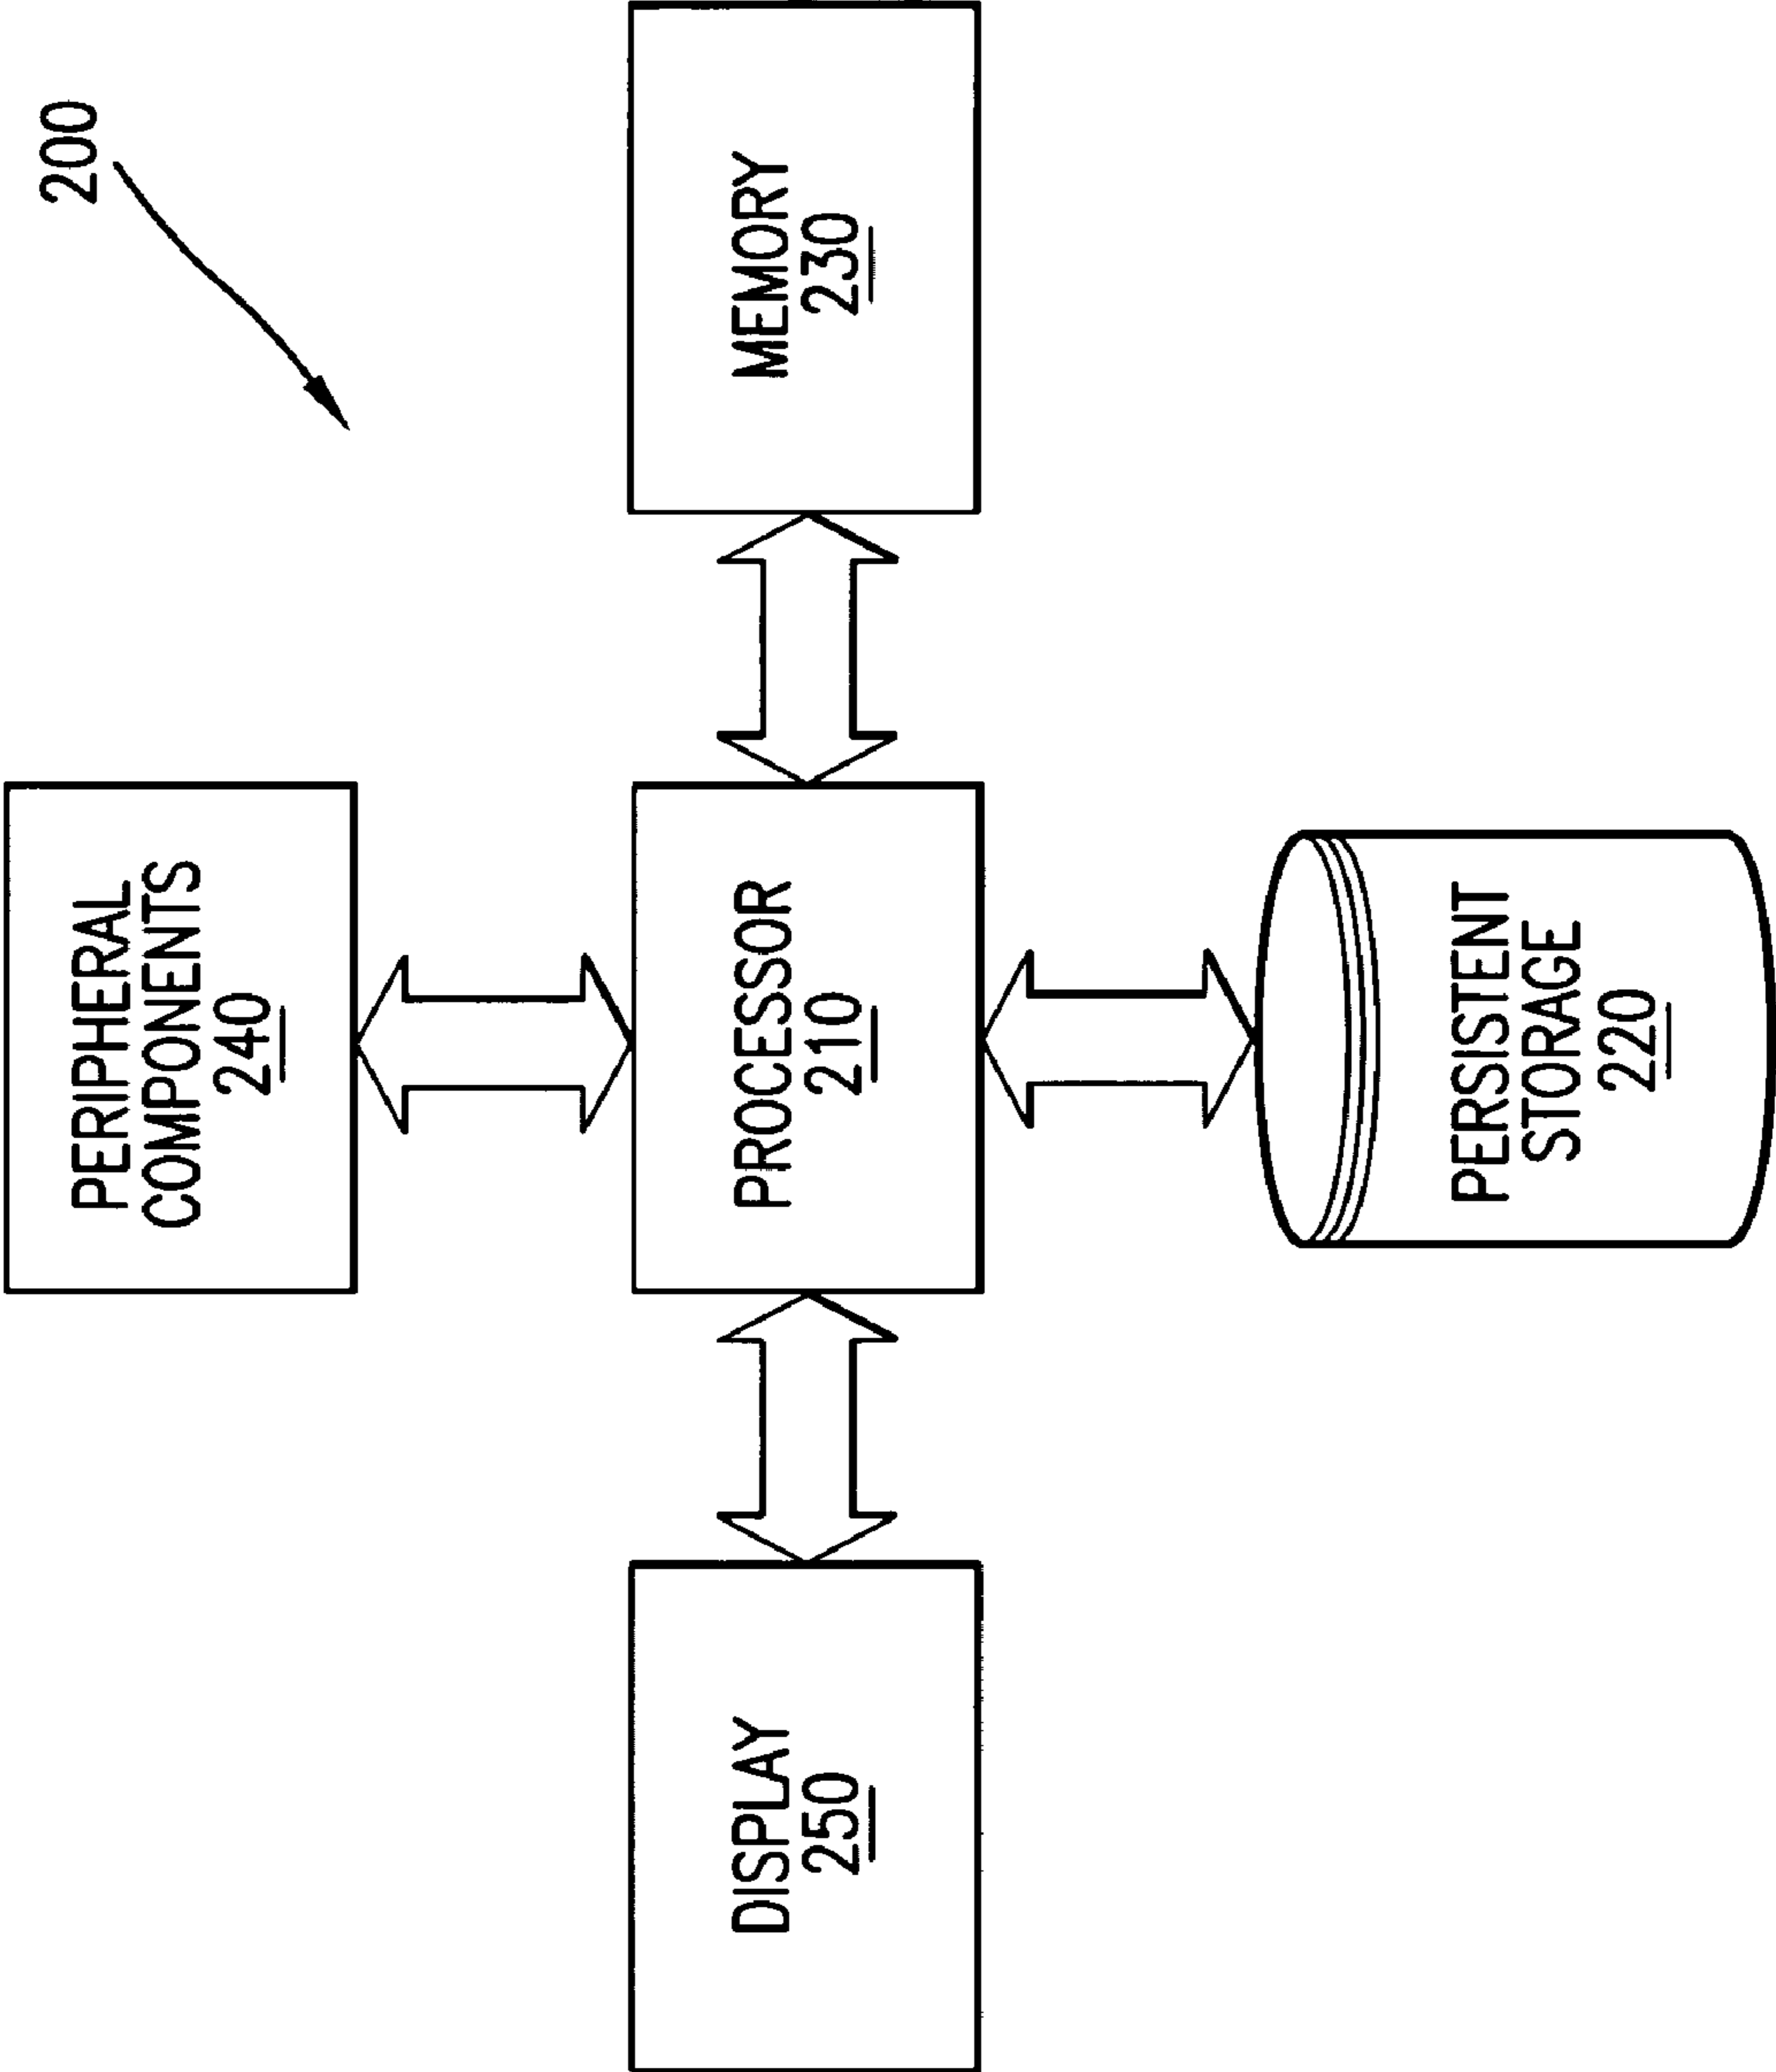 200
PERIPHERAL
COMPONENTS
240
DISPLAY
250
PROCESSOR
210
MEMORY
230
PERSISTENT
STORAGE
220